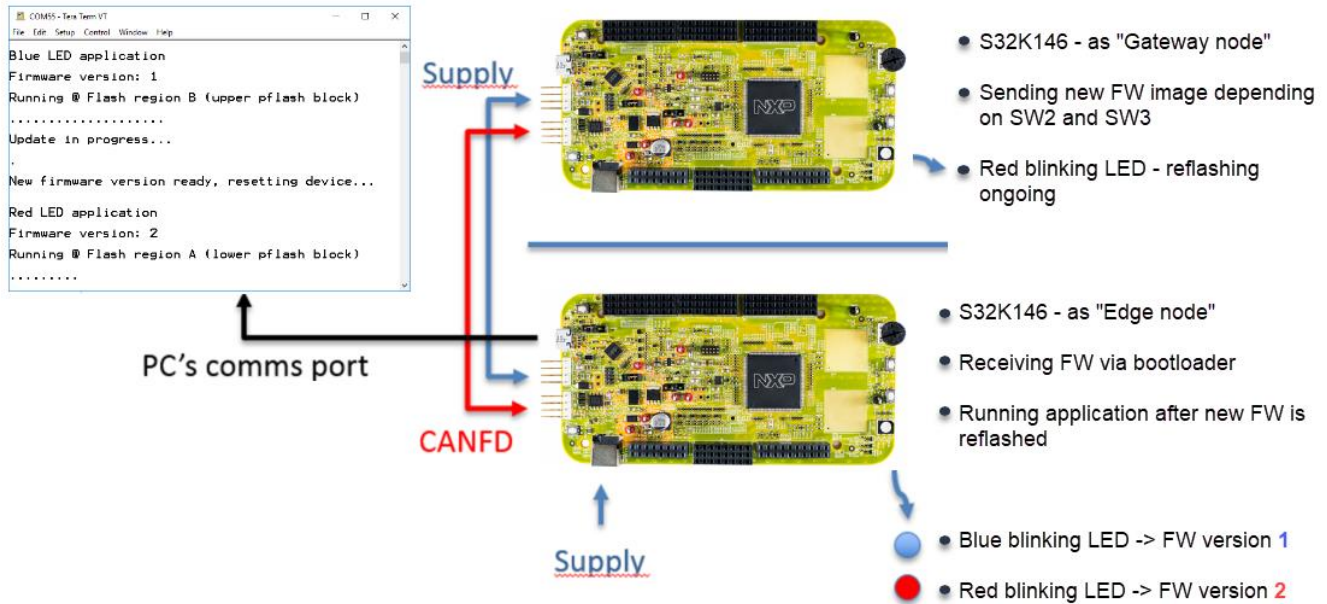 COM55 - Tera Term VT
File Edit Setup Control Window Help
Blue LED application
Firmware version: 1
Running @ Flash region B (upper pflash block)
....................
Update in progress...
.
New firmware version ready, resetting device...
Red LED application
Firmware version: 2
Running @ Flash region A (lower pflash block)
.........
Supply
NXP
S32K146 - as "Gateway node"
Sending new FW image depending
on SW2 and SW3
Red blinking LED - reflashing
ongoing
PC's comms port
CANFD
Supply
NXP
S32K146 - as "Edge node"
Receiving FW via bootloader
Running application after new FW is
reflashed
Blue blinking LED -> FW version 1
Red blinking LED -> FW version 2